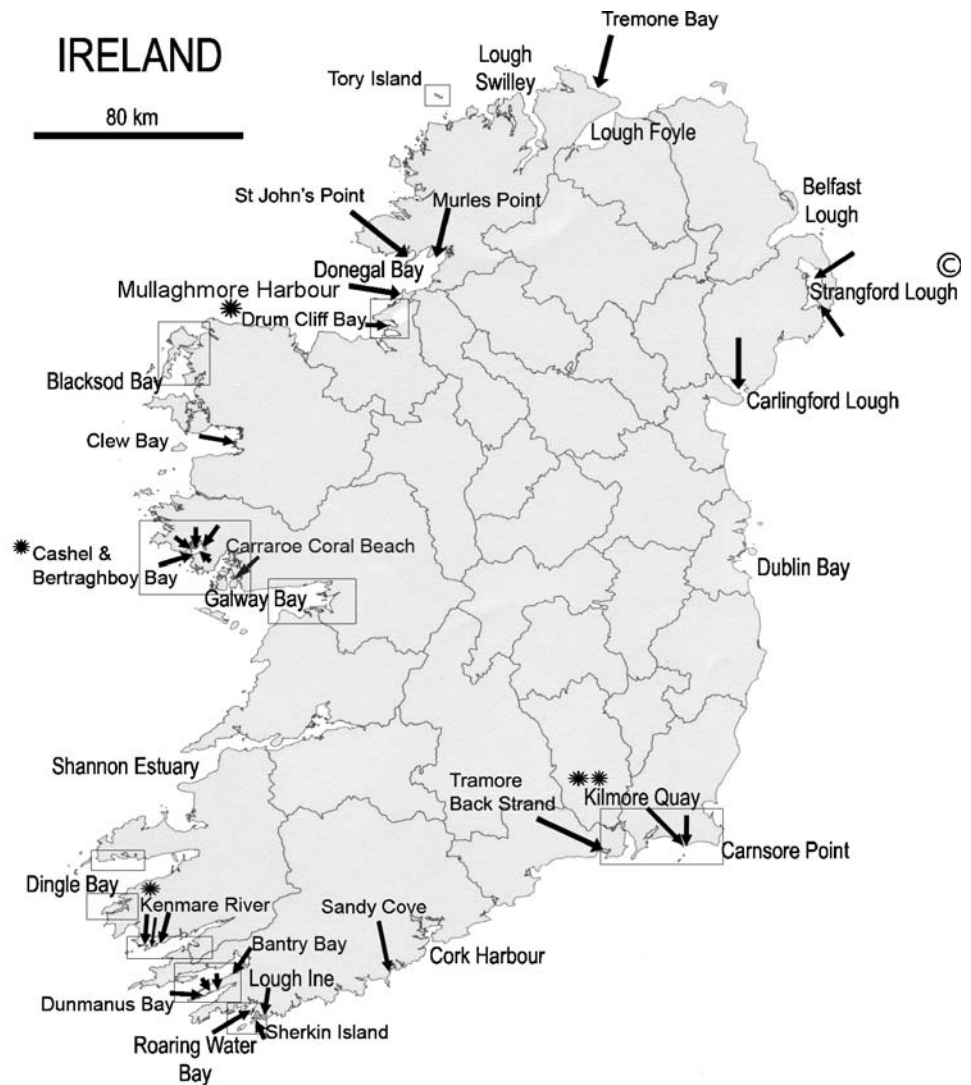 Tremone Bay
IRELAND
Lough
Swilley
Tory Island
80 km
Lough Foyle
Belfast
Lough
St John's Point
Murles Point
©
Donegal Bay
Strangford Lough
Mullaghmore Harbour
Drum Cliff Bay
Blacksod Bay
Carlingford Lough
Clew Bay
Carraroe Coral Beach
Cashel &
Bertraghboy Bay
Dublin Bay
Galway Bay
Shannon Estuary
Tramore
Back Strand
Kilmore Quay
Carnsore Point
Dingle Bay
Kenmare River
Sandy Cove
Bantry Bay
Cork Harbour
Lough Ine
Dunmanus Bay
Sherkin Island
Roaring Water
Bay